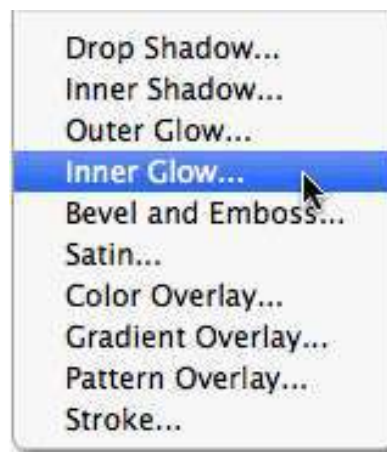 Drop Shadow...
Inner Shadow...
Outer Glow...
Inner Glow...
Bevel and Emboss...
Satin...
Color Overlay...
Gradient Overlay...
Pattern Overlay...
Stroke...